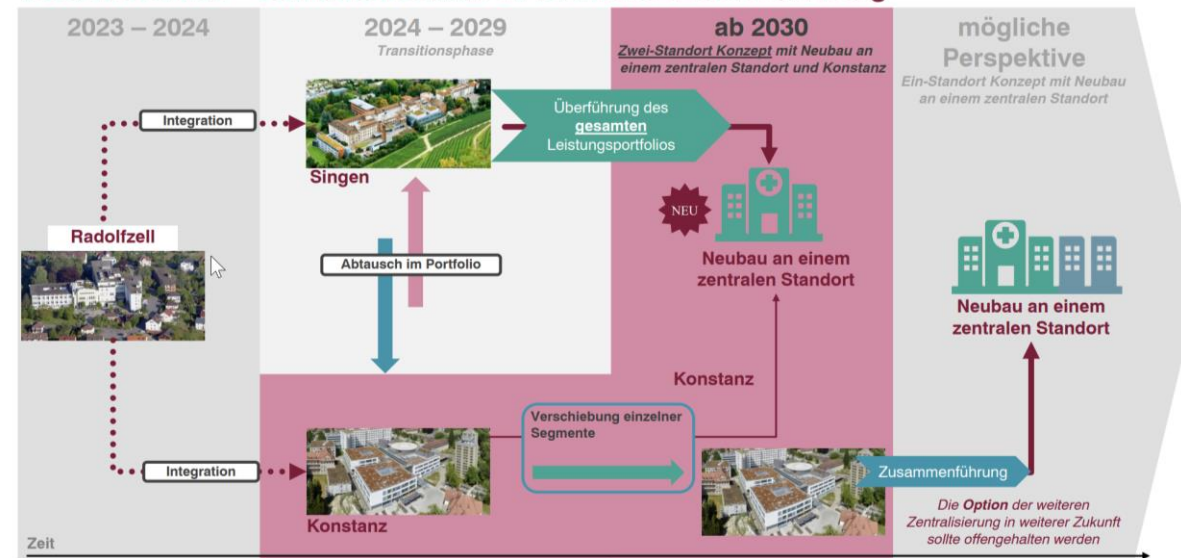 2023 – 2024
2024 – 2029
Transitionsphase
ab 2030
Zwei-Standort Konzept mit Neubau an
einem zentralen Standort und Konstanz
mögliche
Perspektive
Ein-Standort Konzept mit Neubau
an einem zentralen Standort
Integration
Singen
Überführung des
gesamten
Leistungsportfolios
NEU
Neubau an einem
zentralen Standort
Radolfzell
Abtausch im Portfolio
Neubau an einem
zentralen Standort
Konstanz
Verschiebung einzelner
Segmente
Integration
Konstanz
Zusammenführung
Die Option der weiteren
Zentralisierung in weiterer Zukunft
sollte offengehalten werden
Zeit